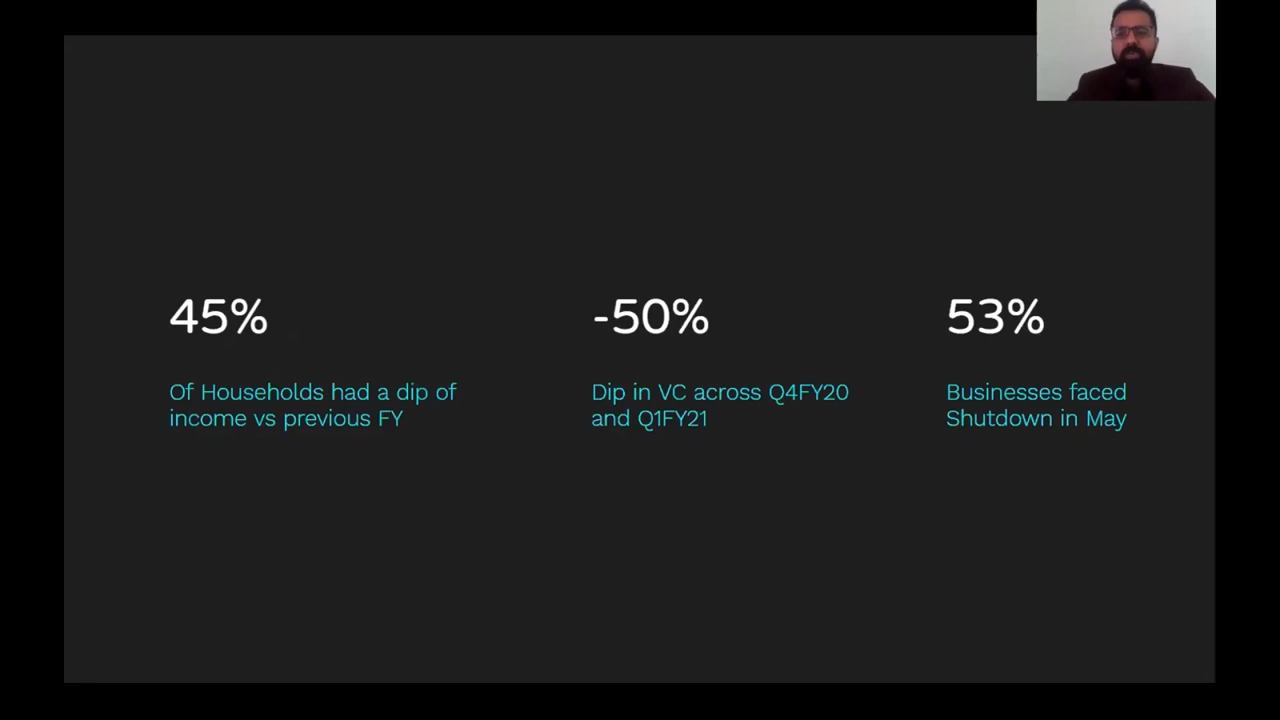 45%
Of Households had a dip of
income vs previous FY
-50%
Dip in VC across Q4FY20
and Q1FY21
53%
Businesses faced
Shutdown in May